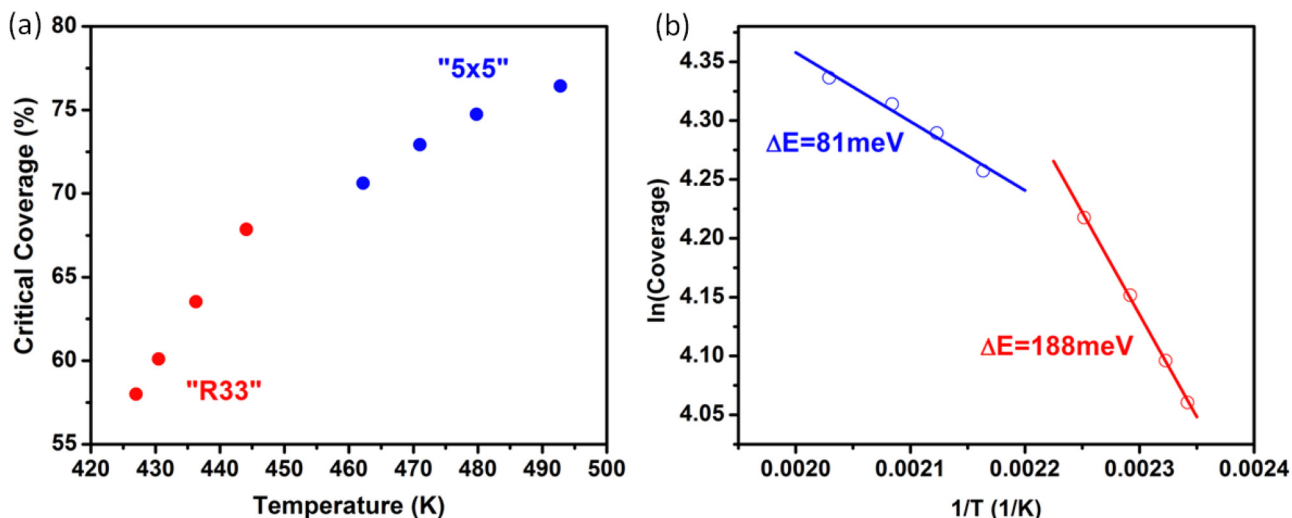 (a)
80
75
70
65
60
55
Critical Coverage (%)
"5x5"
"R33"
420 430 440 450 460 470 480 490 500
Temperature (K)
(b)
4.35
4.30
4.25
4.20
4.15
4.10
4.05
ln(Coverage)
ΔE=81meV
ΔE=188meV
0.0020 0.0021 0.0022 0.0023 0.0024
1/T (1/K)